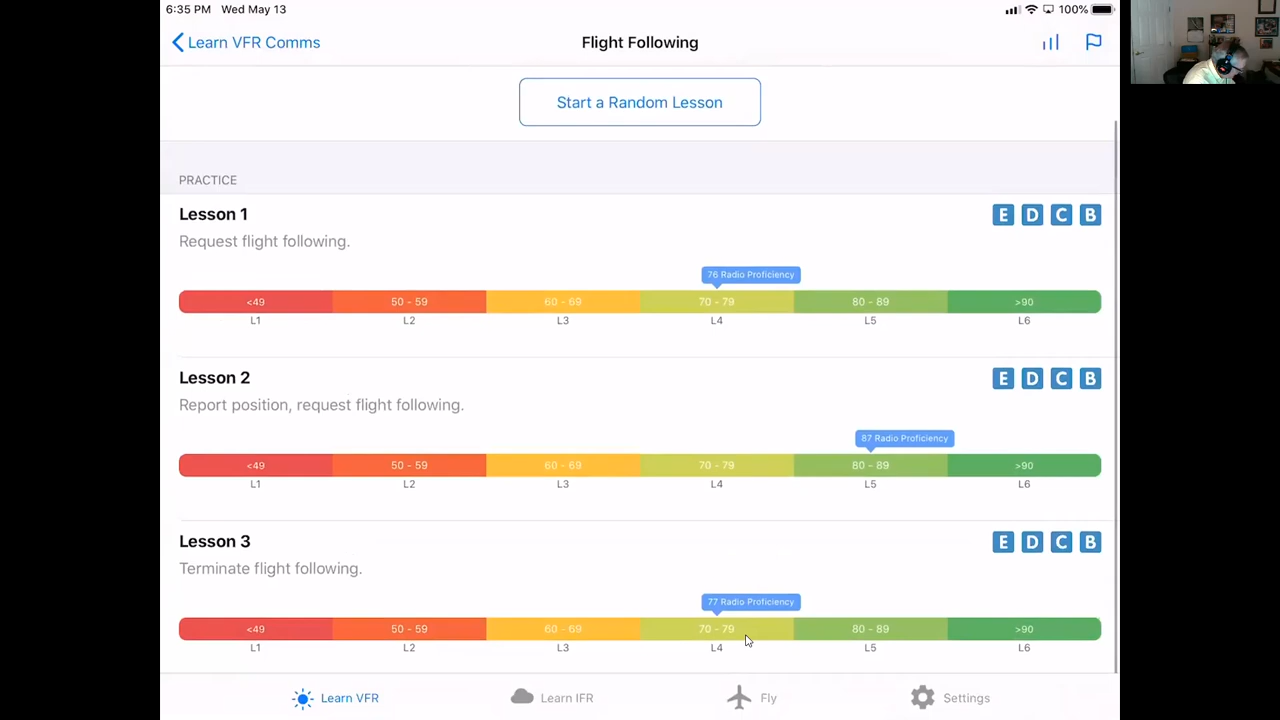 6:35 PM Wed May 13 100%
Learn VFR Comms Flight Following
Start a Random Lesson
PRACTICE
Lesson 1 E D C B
Request flight following.
76 Radio Proficiency
<49 50 - 59 60 - 69 70 - 79 80 - 89 >90
L1 L2 L3 L4 L5 L6
Lesson 2 E D C B
Report position, request flight following.
87 Radio Proficiency
<49 50 - 59 60 - 69 70 - 79 80 - 89 >90
L1 L2 L3 L4 L5 L6
Lesson 3 E D C B
Terminate flight following.
77 Radio Proficiency
<49 50 - 59 60 - 69 70 - 79 80 - 89 >90
L1 L2 L3 L4 L5 L6
Learn VFR Learn IFR Fly Settings